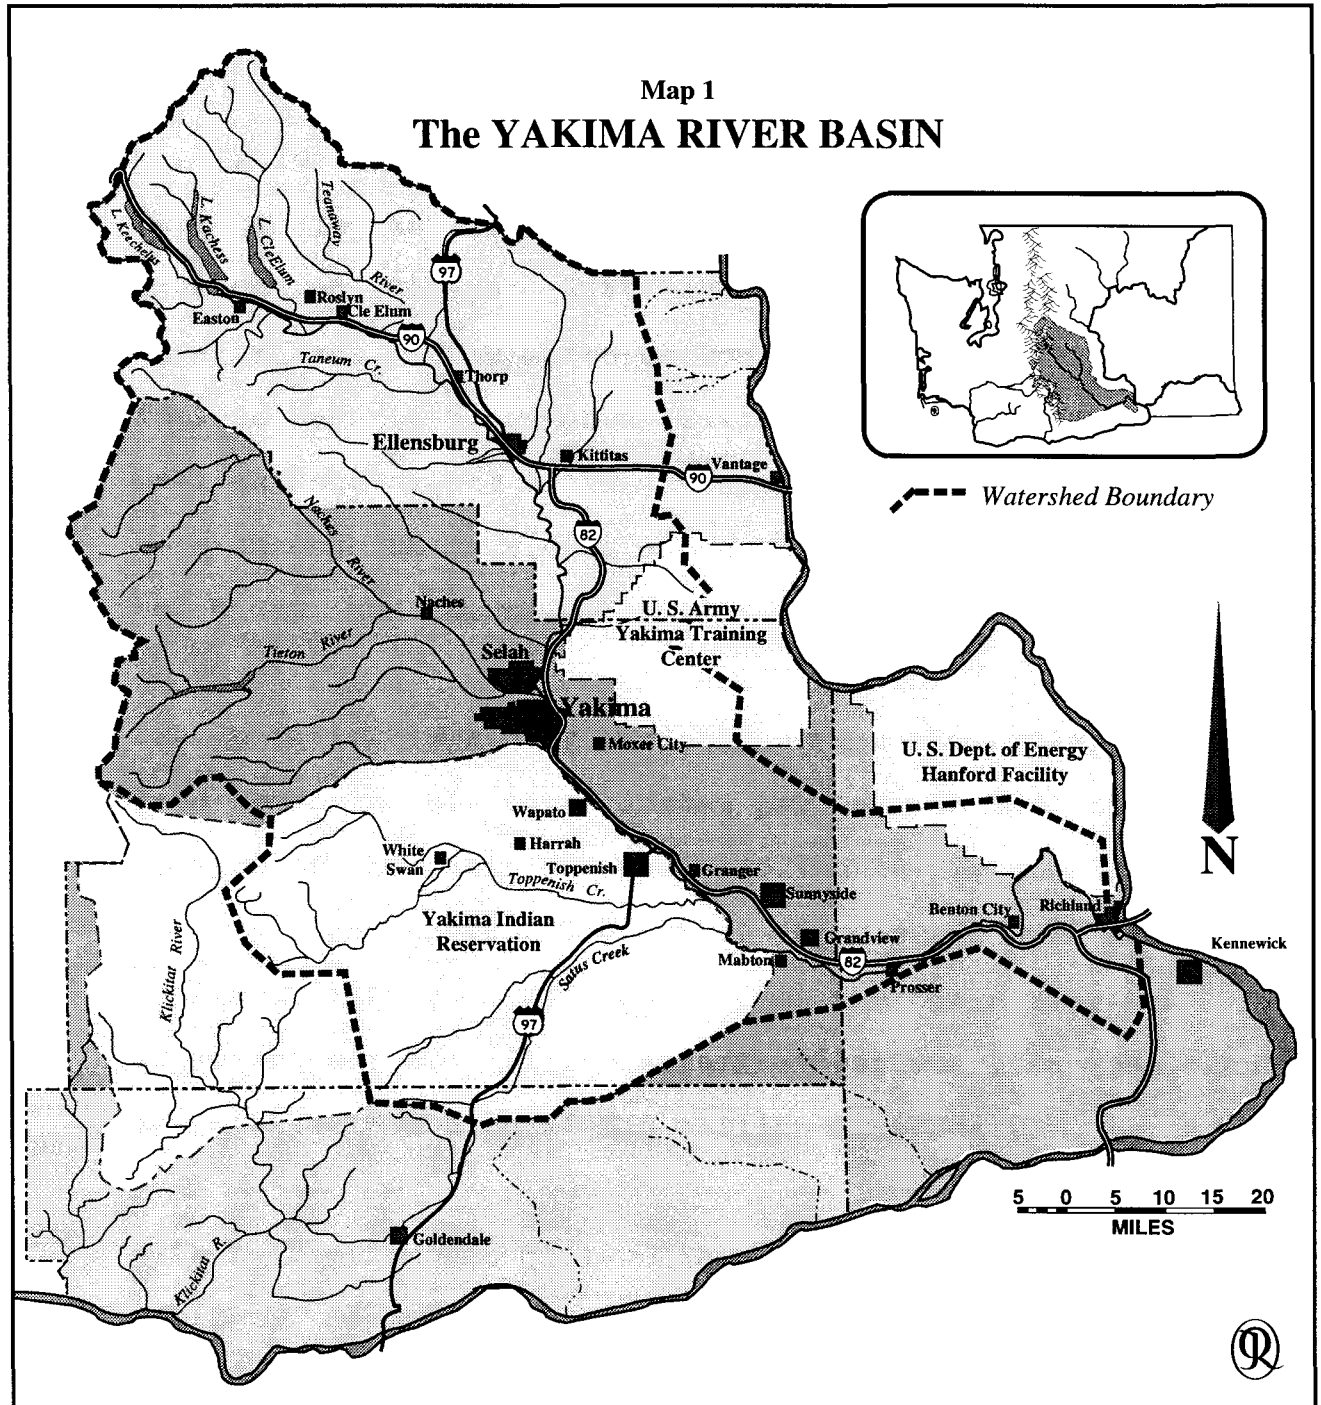 Map 1
The YAKIMA RIVER BASIN
L. Keechelus
L. Kachess
L. Cle Elum
Teanaway
River
97
Roslyn
Cle Elum
Easton
90
Taneum Cr.
Thorp
Ellensburg
Kittitas
90
Vantage
Watershed Boundary
Naches
River
82
Naches
U. S. Army
Yakima Training
Center
Tieton River
Selah
Yakima
Moxee City
U. S. Dept. of Energy
Hanford Facility
Wapato
Harrah
White
Swan
Toppenish
Granger
Toppenish Cr.
Sunnyside
N
Yakima Indian
Reservation
Benton City
Richland
Grandview
Kennewick
Klickitat River
Satus Creek
Mabton
82
Prosser
97
5 0 5 10 15 20
MILES
Klickitat R.
Goldendale